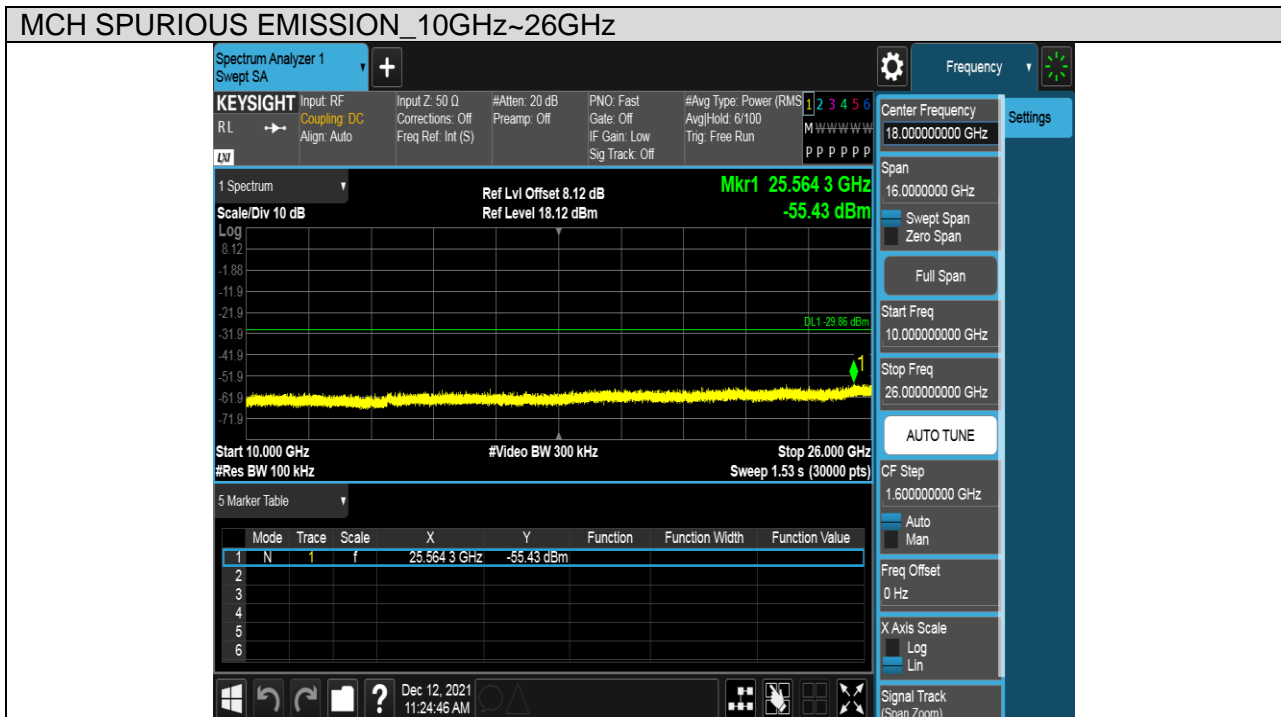 MCH SPURIOUS EMISSION_10GHz~26GHz
Spectrum Analyzer 1
Swept SA
+
Frequency
KEYSIGHT Input: RF Input Z: 50 Ω #Atten: 20 dB PNO: Fast #Avg Type: Power (RMS 1 2 3 4 5 6
RL Coupling: DC Corrections: Off Preamp: Off Gate: Off Avg|Hold: 6/100 M W W W W W
Align: Auto Freq Ref: Int (S) IF Gain: Low Trig: Free Run
LXI Sig Track: Off P P P P P P
Center Frequency
18.000000000 GHz
Settings
1 Spectrum
Scale/Div 10 dB
Ref Lvl Offset 8.12 dB
Ref Level 18.12 dBm
Mkr1 25.564 3 GHz
-55.43 dBm
Span
16.0000000 GHz
Swept Span
Zero Span
Full Span
Start Freq
10.000000000 GHz
Stop Freq
26.000000000 GHz
AUTO TUNE
CF Step
1.600000000 GHz
Auto
Man
Freq Offset
0 Hz
X Axis Scale
Log
Lin
Signal Track
(Span Zoom)
Log
8.12
-1.88
-11.9
-21.9
DL1 -29.86 dBm
-31.9
-41.9
1
-51.9
-61.9
-71.9
Start 10.000 GHz #Video BW 300 kHz Stop 26.000 GHz
#Res BW 100 kHz Sweep 1.53 s (30000 pts)
5 Marker Table
Mode Trace Scale X Y Function Function Width Function Value
1 N 1 f 25.564 3 GHz -55.43 dBm
2
3
4
5
6
? Dec 12, 2021
11:24:46 AM